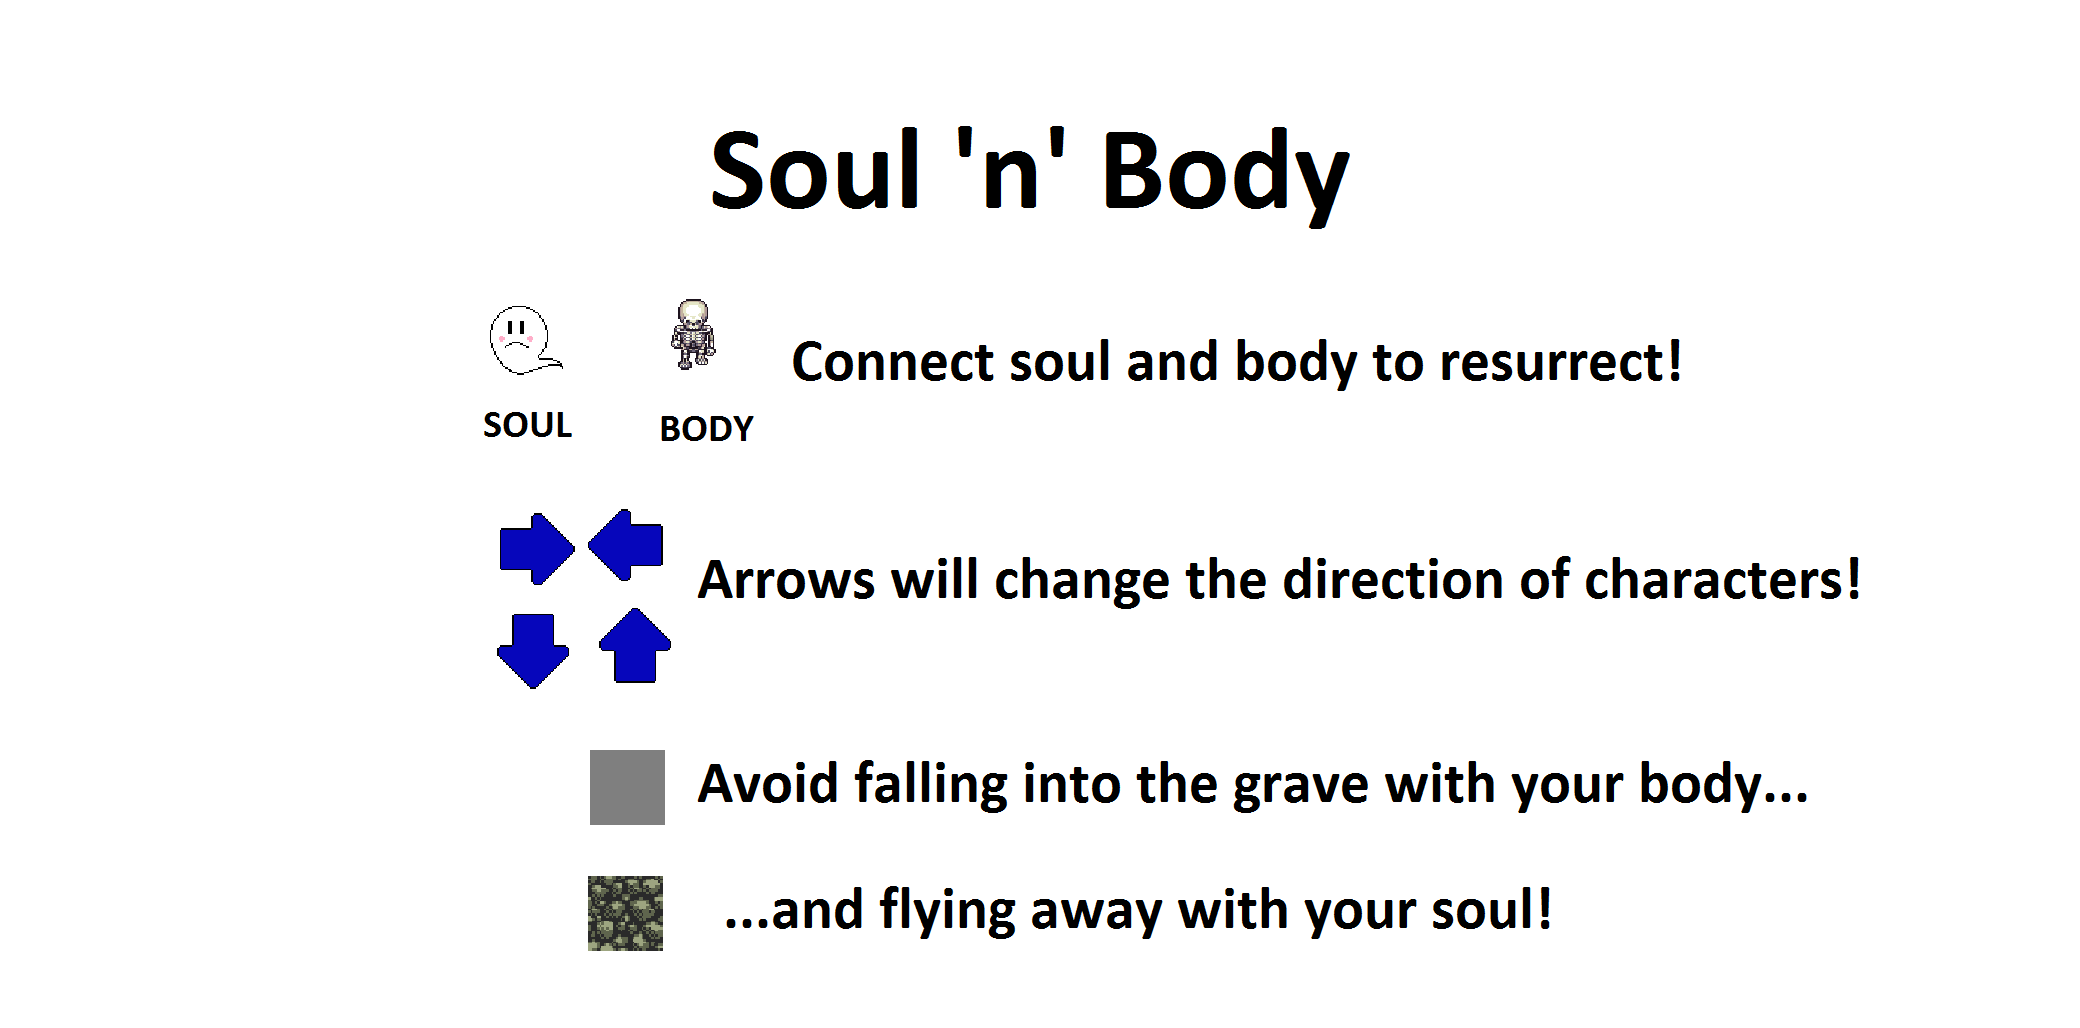 Soul 'n' Body
Connect soul and body to resurrect!
SOUL
BODY
Arrows will change the direction of characters!
Avoid falling into the grave with your body...
...and flying away with your soul!